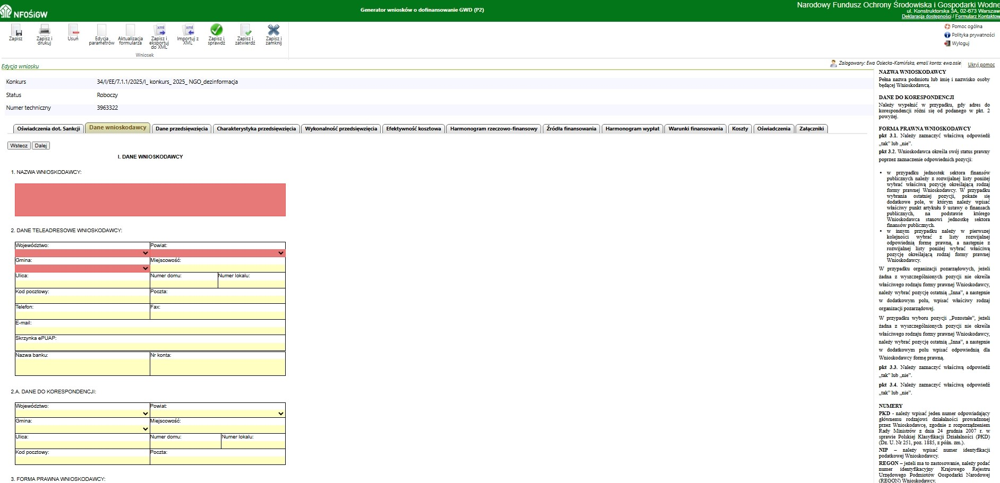 NFOŚiGW
Generator wniosków o dofinansowanie GWD (P2)
Narodowy Fundusz Ochrony Środowiska i Gospodarki Wodne
ul. Konstruktorska 3A, 02-673 Warszaw
Deklaracja dostępności / Formularz Kontaktow
Zapisz
Zapisz i drukuj
Usuń
Edycja parametrów
Aktualizacja formularza
xml
Zapisz i eksportuj do XML
xml
Importuj z XML
Zapisz i sprawdź
Zapisz i zatwierdź
Zapisz i zamknij
Wniosek
Pomoc ogólna
Polityka prywatności
Wyloguj
Edycja wniosku
Zalogowany: Ewa Osiecka-Kamińska, email konta: ewa.osie
Ukryj pomoc
Konkurs 34/I/EE/7.1.1/2025/I_ konkurs_ 2025_ NGO_dezinformacja
Status Roboczy
Numer techniczny 3963322
Oświadczenia dot. Sankcji
Dane wnioskodawcy
Dane przedsięwzięcia
Charakterystyka przedsięwzięcia
Wykonalność przedsięwzięcia
Efektywność kosztowa
Harmonogram rzeczowo-finansowy
Źródła finansowania
Harmonogram wypłat
Warunki finansowania
Koszty
Oświadczenia
Załączniki
Wstecz Dalej
I. DANE WNIOSKODAWCY
1. NAZWA WNIOSKODAWCY:
2. DANE TELEADRESOWE WNIOSKODAWCY:
Województwo: Powiat:
Gmina: Miejscowość:
Ulica: Numer domu: Numer lokalu:
Kod pocztowy: Poczta:
Telefon: Fax:
E-mail:
Skrzynka ePUAP:
Nazwa banku: Nr konta:
2.A. DANE DO KORESPONDENCJI:
Województwo: Powiat:
Gmina: Miejscowość:
Ulica: Numer domu: Numer lokalu:
Kod pocztowy: Poczta:
3. FORMA PRAWNA WNIOSKODAWCY:
NAZWA WNIOSKODAWCY
Pełna nazwa podmiotu lub imię i nazwisko osoby
będącej Wnioskodawcą.
DANE DO KORESPONDENCJI
Należy wypełnić w przypadku, gdy adres do
korespondencji różni się od podanego w pkt. 2
powyżej.
FORMA PRAWNA WNIOSKODAWCY
pkt 3.1. Należy zaznaczyć właściwą odpowiedź
„tak” lub „nie”.
pkt 3.2. Wnioskodawca określa swój status prawny
poprzez zaznaczenie odpowiednich pozycji:
• w przypadku jednostek sektora finansów
publicznych należy z rozwijalnej listy poniżej
wybrać właściwą pozycję określającą rodzaj
formy prawnej Wnioskodawcy. W przypadku
wybrania ostatniej pozycji, pokaże się
dodatkowe pole, w którym należy wpisać
właściwy punkt artykułu 9 ustawy o finansach
publicznych, na podstawie którego
Wnioskodawca stanowi jednostkę sektora
finansów publicznych.
• w innym przypadku należy w pierwszej
kolejności wybrać z listy rozwijalnej
odpowiednią formę prawną, a następnie z
rozwijalnej listy poniżej wybrać właściwą
pozycję określającą rodzaj formy prawnej
Wnioskodawcy.
W przypadku organizacji pozarządowych, jeżeli
żadna z wyszczególnionych pozycji nie określa
właściwego rodzaju formy prawnej Wnioskodawcy,
należy wybrać pozycję ostatnią „Inna”, a następnie
w dodatkowym polu, wpisać właściwy rodzaj
organizacji pozarządowej.
W przypadku wyboru pozycji „Pozostałe”, jeżeli
żadna z wyszczególnionych pozycji nie określa
właściwego rodzaju formy prawnej Wnioskodawcy,
należy wybrać pozycję ostatnią „Inna”, a następnie
w dodatkowym polu wpisać odpowiednią dla
Wnioskodawcy formę prawną.
pkt 3.3. Należy zaznaczyć właściwą odpowiedź
„tak” lub „nie”.
pkt 3.4. Należy zaznaczyć właściwą odpowiedź
„tak” lub „nie”.
NUMERY
PKD - należy wpisać jeden numer odpowiadający
głównemu rodzajowi działalności prowadzonej
przez Wnioskodawcę, zgodnie z rozporządzeniem
Rady Ministrów z dnia 24 grudnia 2007 r. w
sprawie Polskiej Klasyfikacji Działalności (PKD)
(Dz. U. Nr 251, poz. 1885, z późn. zm.).
NIP – należy wpisać numer identyfikacji
podatkowej Wnioskodawcy.
REGON – jeżeli ma to zastosowanie, należy podać
numer identyfikacyjny Krajowego Rejestru
Urzędowego Podmiotów Gospodarki Narodowej
(REGON) Wnioskodawcy.